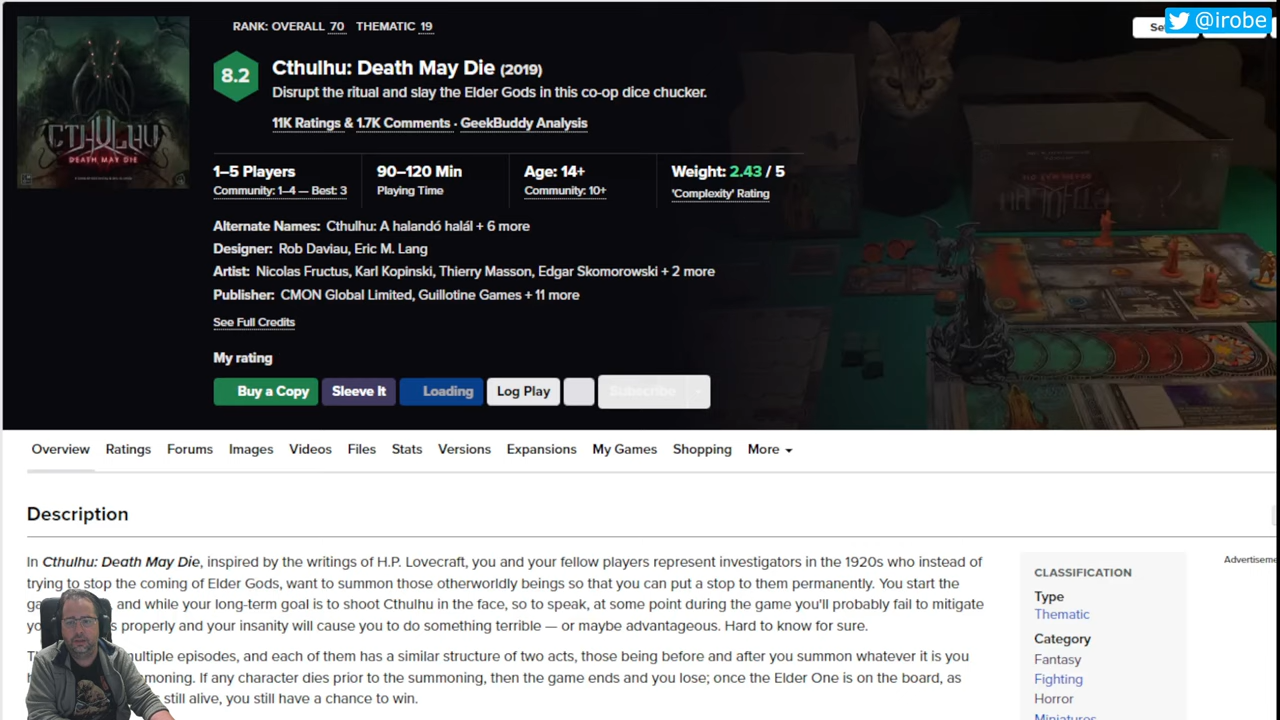 RANK: OVERALL 70 THEMATIC 19
@irobe
Se
8.2
Cthulhu: Death May Die (2019)
Disrupt the ritual and slay the Elder Gods in this co-op dice chucker.
11K Ratings & 1.7K Comments · GeekBuddy Analysis
CTHULHU
DEATH MAY DIE
1–5 Players 90–120 Min Age: 14+ Weight: 2.43 / 5
Community: 1–4 — Best: 3 Playing Time Community: 10+ 'Complexity' Rating
Alternate Names: Cthulhu: A halandó halál + 6 more
Designer: Rob Daviau, Eric M. Lang
Artist: Nicolas Fructus, Karl Kopinski, Thierry Masson, Edgar Skomorowski + 2 more
Publisher: CMON Global Limited, Guillotine Games + 11 more
See Full Credits
My rating
Buy a Copy Sleeve It Loading Log Play Subscribe
Overview Ratings Forums Images Videos Files Stats Versions Expansions My Games Shopping More
Description
In Cthulhu: Death May Die, inspired by the writings of H.P. Lovecraft, you and your fellow players represent investigators in the 1920s who instead of
trying to stop the coming of Elder Gods, want to summon those otherworldly beings so that you can put a stop to them permanently. You start the
and while your long-term goal is to shoot Cthulhu in the face, so to speak, at some point during the game you'll probably fail to mitigate
properly and your insanity will cause you to do something terrible — or maybe advantageous. Hard to know for sure.
multiple episodes, and each of them has a similar structure of two acts, those being before and after you summon whatever it is you
moning. If any character dies prior to the summoning, then the game ends and you lose; once the Elder One is on the board, as
still alive, you still have a chance to win.
Advertiseme
CLASSIFICATION
Type
Thematic
Category
Fantasy
Fighting
Horror
Miniatures